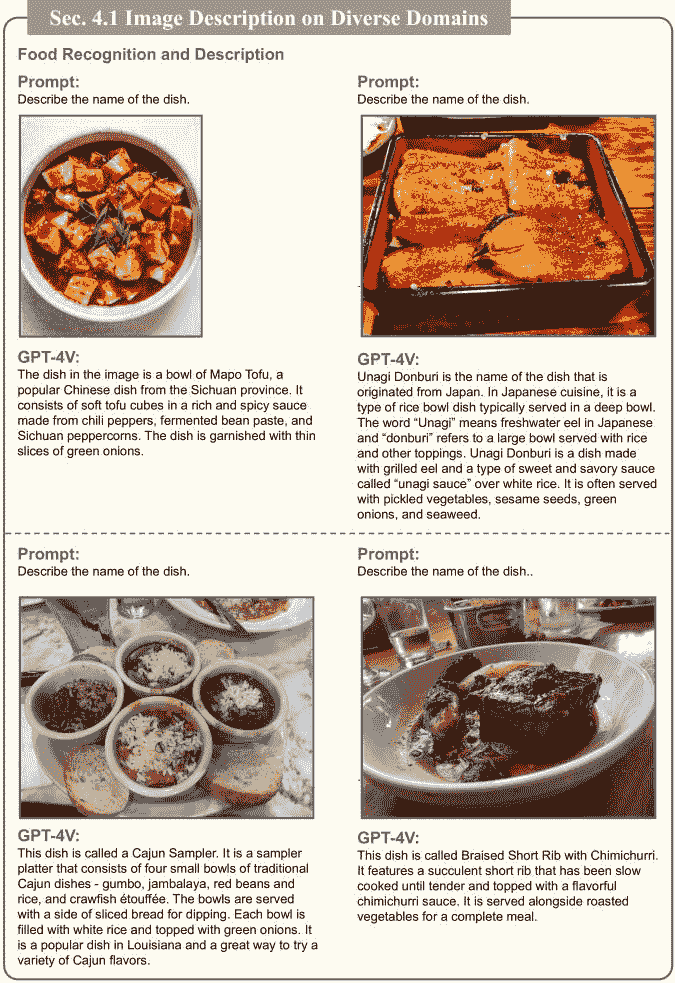 Sec. 4.1 Image Description on Diverse Domains
Food Recognition and Description
Prompt:
Describe the name of the dish.
GPT-4V:
The dish in the image is a bowl of Mapo Tofu, a
popular Chinese dish from the Sichuan province. It
consists of soft tofu cubes in a rich and spicy sauce
made from chili peppers, fermented bean paste, and
Sichuan peppercorns. The dish is garnished with thin
slices of green onions.
Prompt:
Describe the name of the dish.
GPT-4V:
Unagi Donburi is the name of the dish that is
originated from Japan. In Japanese cuisine, it is a
type of rice bowl dish typically served in a deep bowl.
The word “Unagi” means freshwater eel in Japanese
and “donburi” refers to a large bowl served with rice
and other toppings. Unagi Donburi is a dish made
with grilled eel and a type of sweet and savory sauce
called “unagi sauce” over white rice. It is often served
with pickled vegetables, sesame seeds, green
onions, and seaweed.
Prompt:
Describe the name of the dish.
GPT-4V:
This dish is called a Cajun Sampler. It is a sampler
platter that consists of four small bowls of traditional
Cajun dishes - gumbo, jambalaya, red beans and
rice, and crawfish étouffée. The bowls are served
with a side of sliced bread for dipping. Each bowl is
filled with white rice and topped with green onions. It
is a popular dish in Louisiana and a great way to try a
variety of Cajun flavors.
Prompt:
Describe the name of the dish..
GPT-4V:
This dish is called Braised Short Rib with Chimichurri.
It features a succulent short rib that has been slow
cooked until tender and topped with a flavorful
chimichurri sauce. It is served alongside roasted
vegetables for a complete meal.